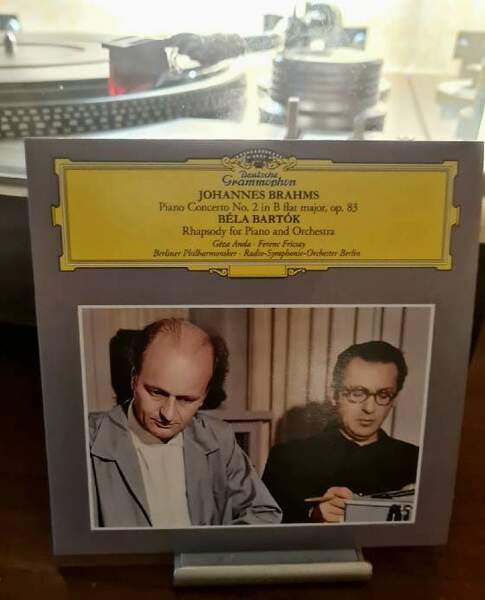 Deutsche
Grammophon
JOHANNES BRAHMS
Piano Concerto No. 2 in B flat major, op. 83
BÉLA BARTÓK
Rhapsody for Piano and Orchestra
Géza Anda · Ferenc Fricsay
Berliner Philharmoniker · Radio-Symphonie-Orchester Berlin